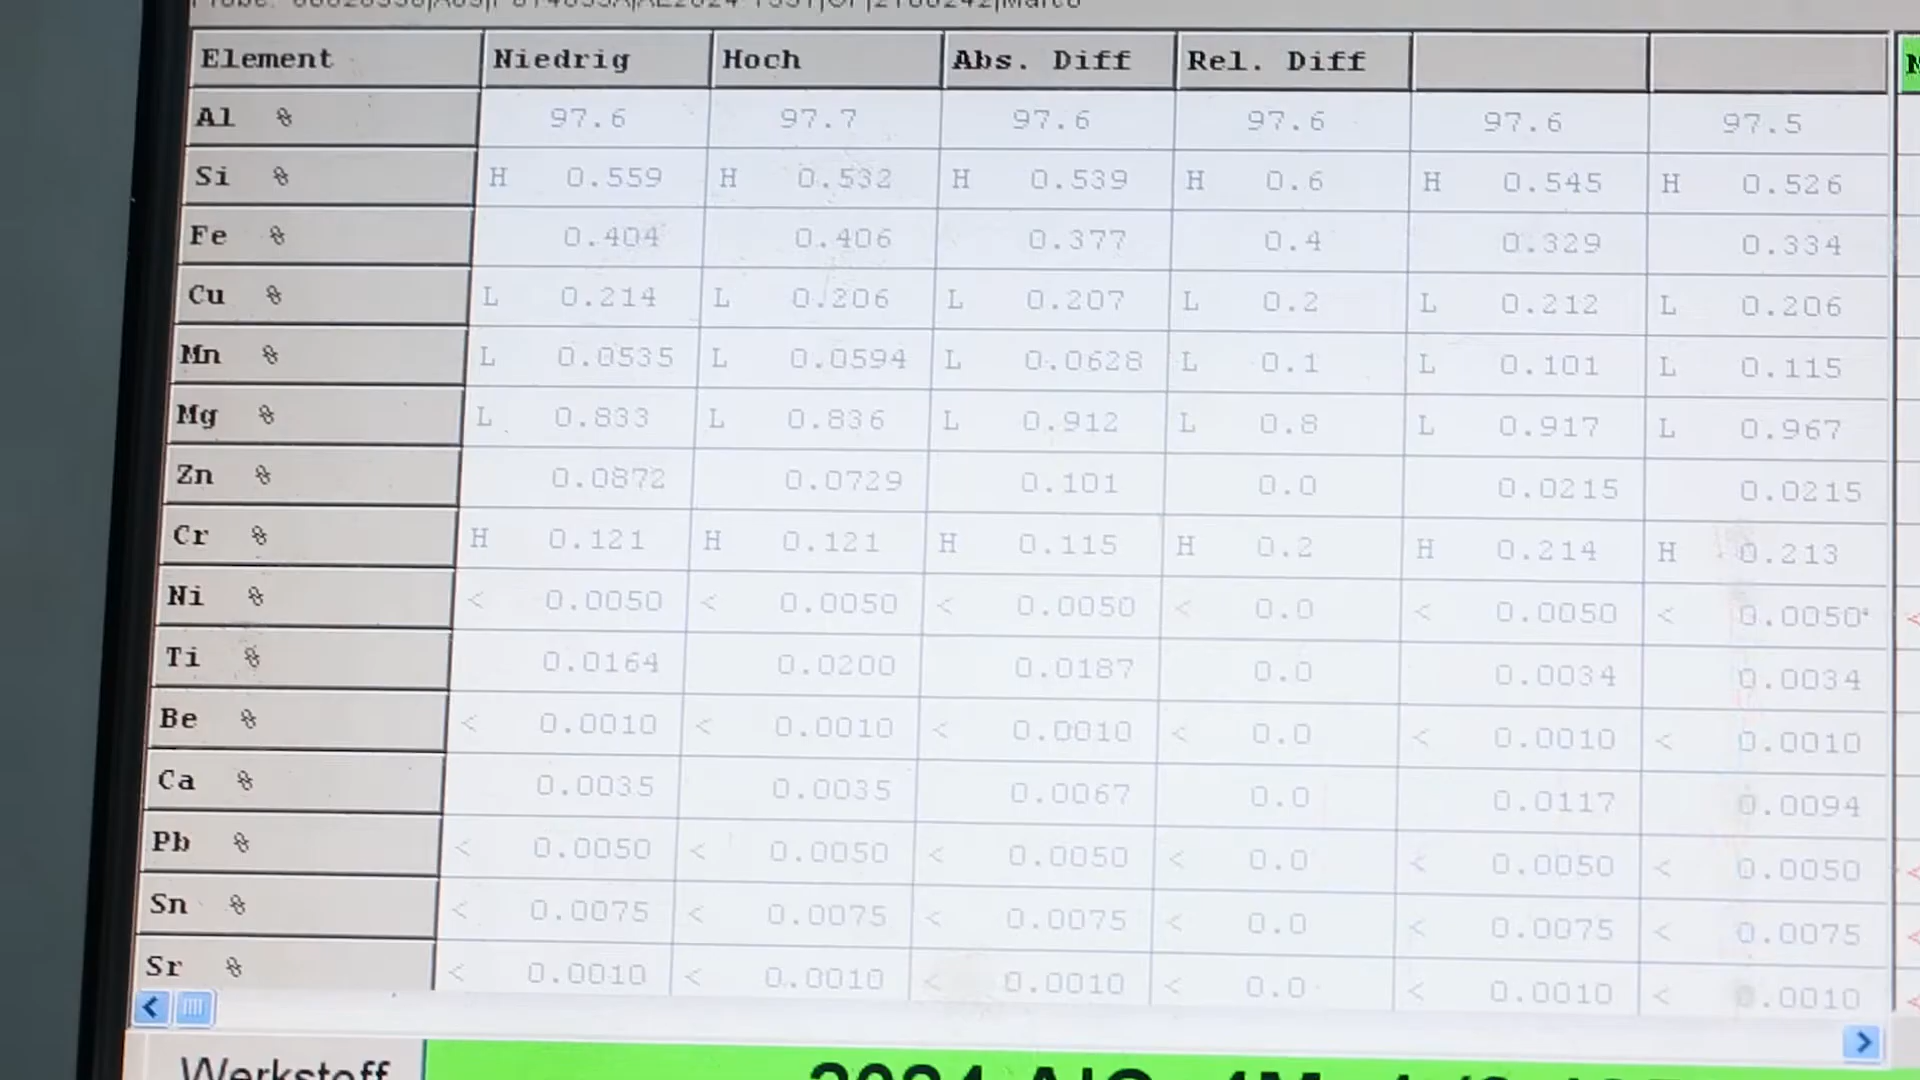 Element Niedrig Hoch Abs. Diff Rel. Diff
Al % 97.6 97.7 97.6 97.6 97.6 97.5
Si % H 0.559 H 0.532 H 0.539 H 0.6 H 0.545 H 0.526
Fe % 0.404 0.406 0.377 0.4 0.329 0.334
Cu % L 0.214 L 0.206 L 0.207 L 0.2 L 0.212 L 0.206
Mn % L 0.0535 L 0.0594 L 0.0628 L 0.1 L 0.101 L 0.115
Mg % L 0.833 L 0.836 L 0.912 L 0.8 L 0.917 L 0.967
Zn % 0.0872 0.0729 0.101 0.0 0.0215 0.0215
Cr % H 0.121 H 0.121 H 0.115 H 0.2 H 0.214 H 0.213
Ni % < 0.0050 < 0.0050 < 0.0050 < 0.0 < 0.0050 < 0.0050 <
Ti % 0.0164 0.0200 0.0187 0.0 0.0034 0.0034
Be % < 0.0010 < 0.0010 < 0.0010 < 0.0 < 0.0010 < 0.0010
Ca % 0.0035 0.0035 0.0067 0.0 0.0117 0.0094
Pb % < 0.0050 < 0.0050 < 0.0050 < 0.0 < 0.0050 < 0.0050 <
Sn % < 0.0075 < 0.0075 < 0.0075 < 0.0 < 0.0075 < 0.0075 <
Sr % < 0.0010 < 0.0010 < 0.0010 < 0.0 < 0.0010 < 0.0010 <
Werkstoff